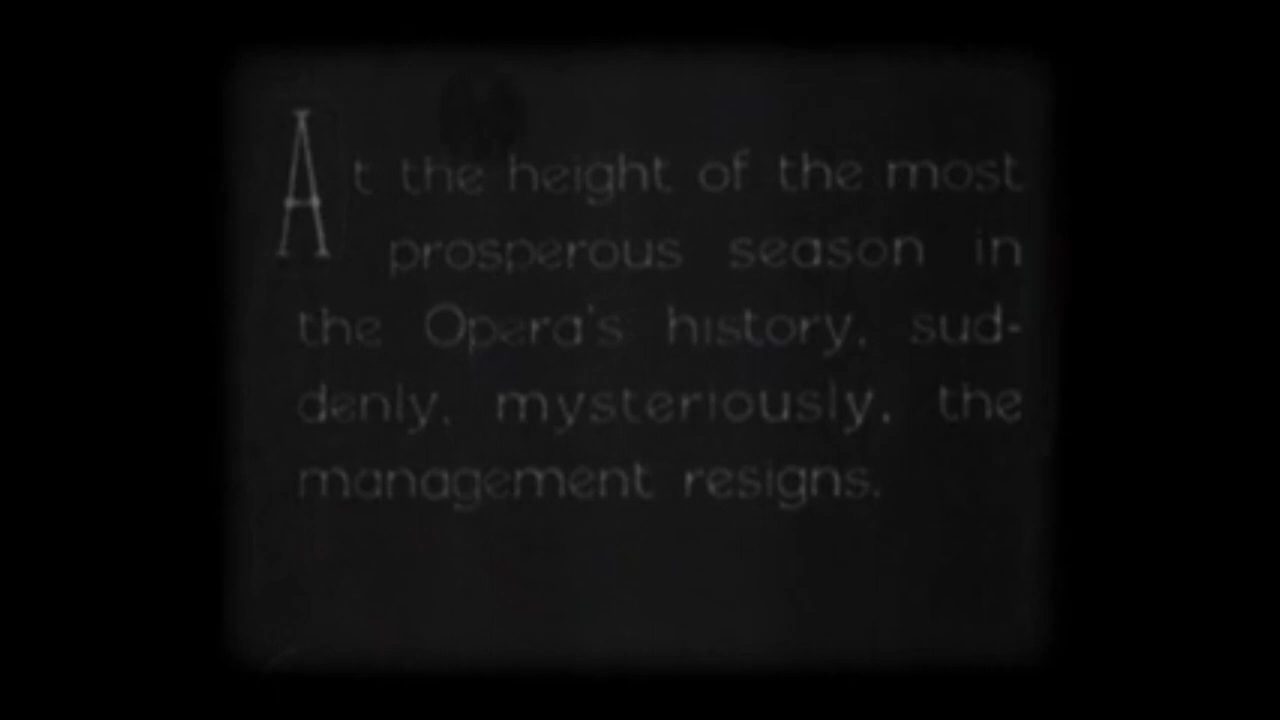 At the height of the most
prosperous season in
the Opera's history, sud-
denly, mysteriously, the
management resigns.